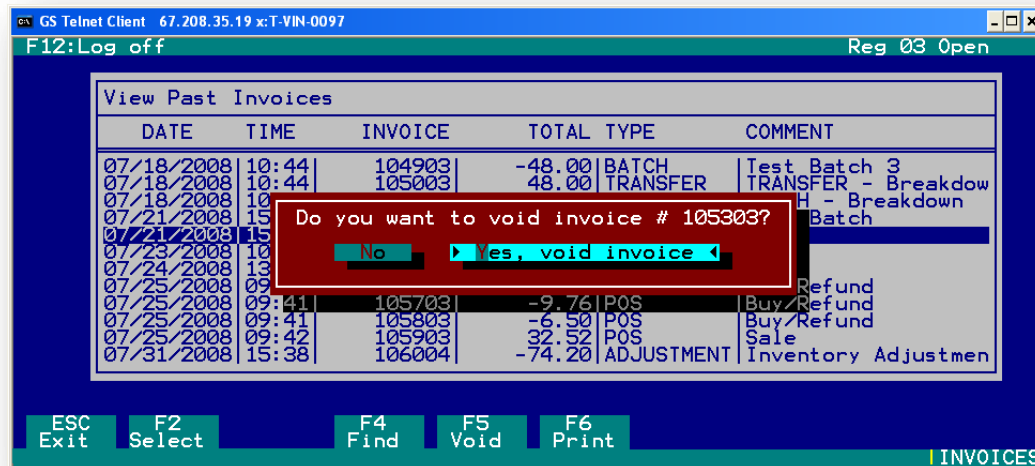 GS Telnet Client 67.208.35.19 x:T-VIN-0097
F12:Log off Reg 03 Open
View Past Invoices
DATE TIME INVOICE TOTAL TYPE COMMENT
07/18/2008|10:44| 104903| -48.00|BATCH |Test Batch 3
07/18/2008|10:44| 105003| 48.00|TRANSFER |TRANSFER - Breakdow
07/18/2008|10 H - Breakdown
07/21/2008|15 Batch
Do you want to void invoice # 105303?
07/21/2008|15
07/23/2008|10
No Yes, void invoice
07/24/2008|13
07/25/2008|09 Refund
07/25/2008|09:41| 105703| -9.76|POS |Buy/Refund
07/25/2008|09:41| 105803| -6.50|POS |Buy/Refund
07/25/2008|09:42| 105903| 32.52|POS |Sale
07/31/2008|15:38| 106004| -74.20|ADJUSTMENT|Inventory Adjustmen
ESC F2 F4 F5 F6
Exit Select Find Void Print
|INVOICES